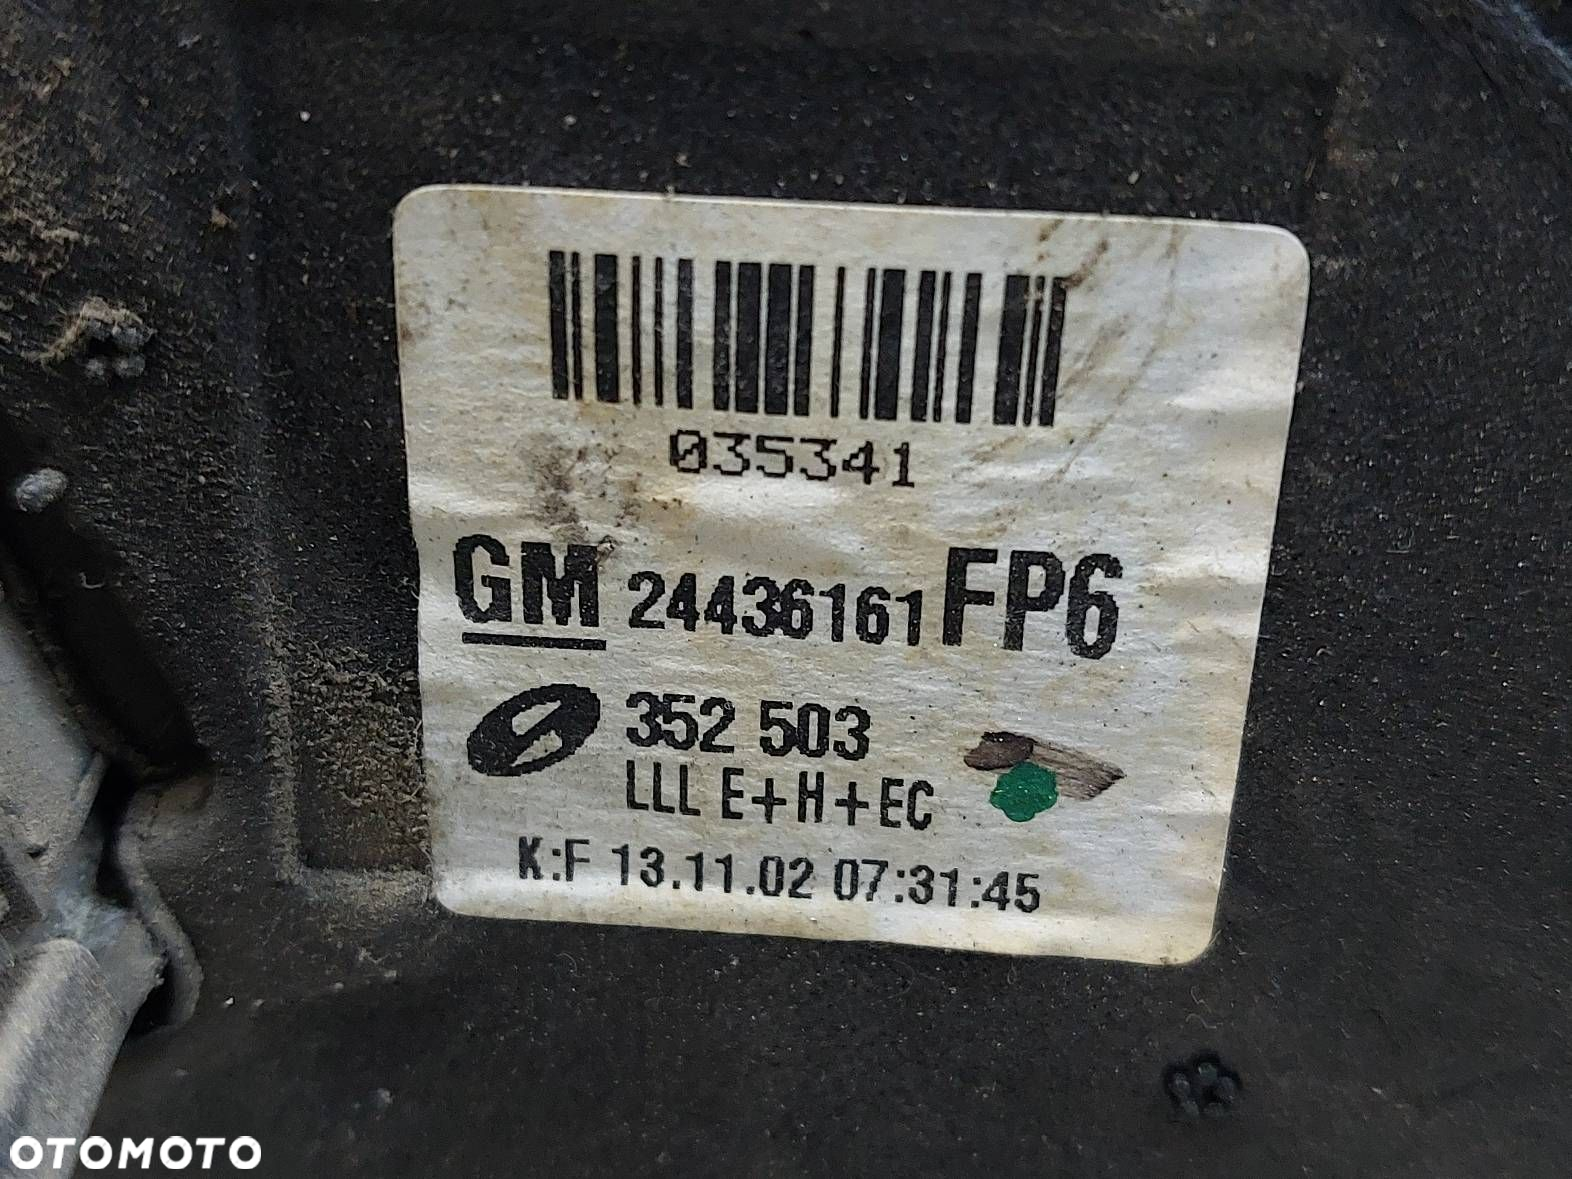 035341
GM 24436161 FP6
352 503
LLL E+H+EC
K:F 13.11.02 07:31:45
OTOMOTO